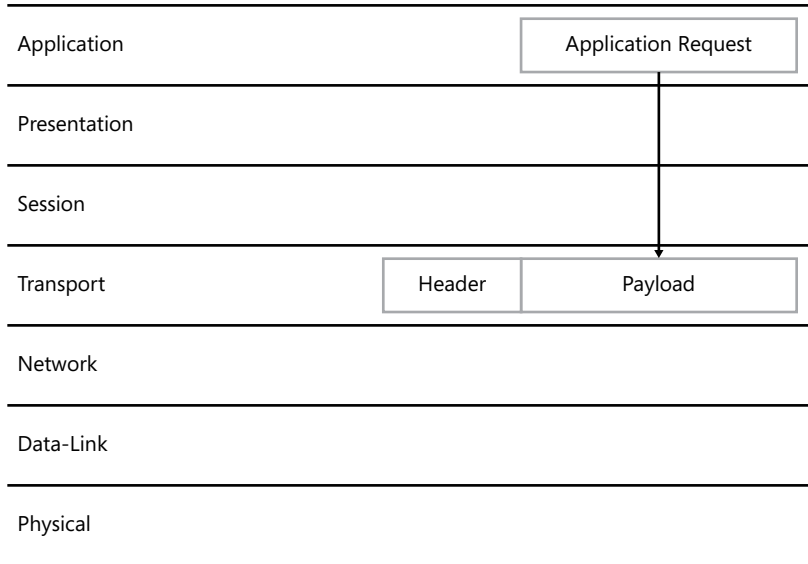 Application
Application Request
Presentation
Session
Transport
Header
Payload
Network
Data-Link
Physical